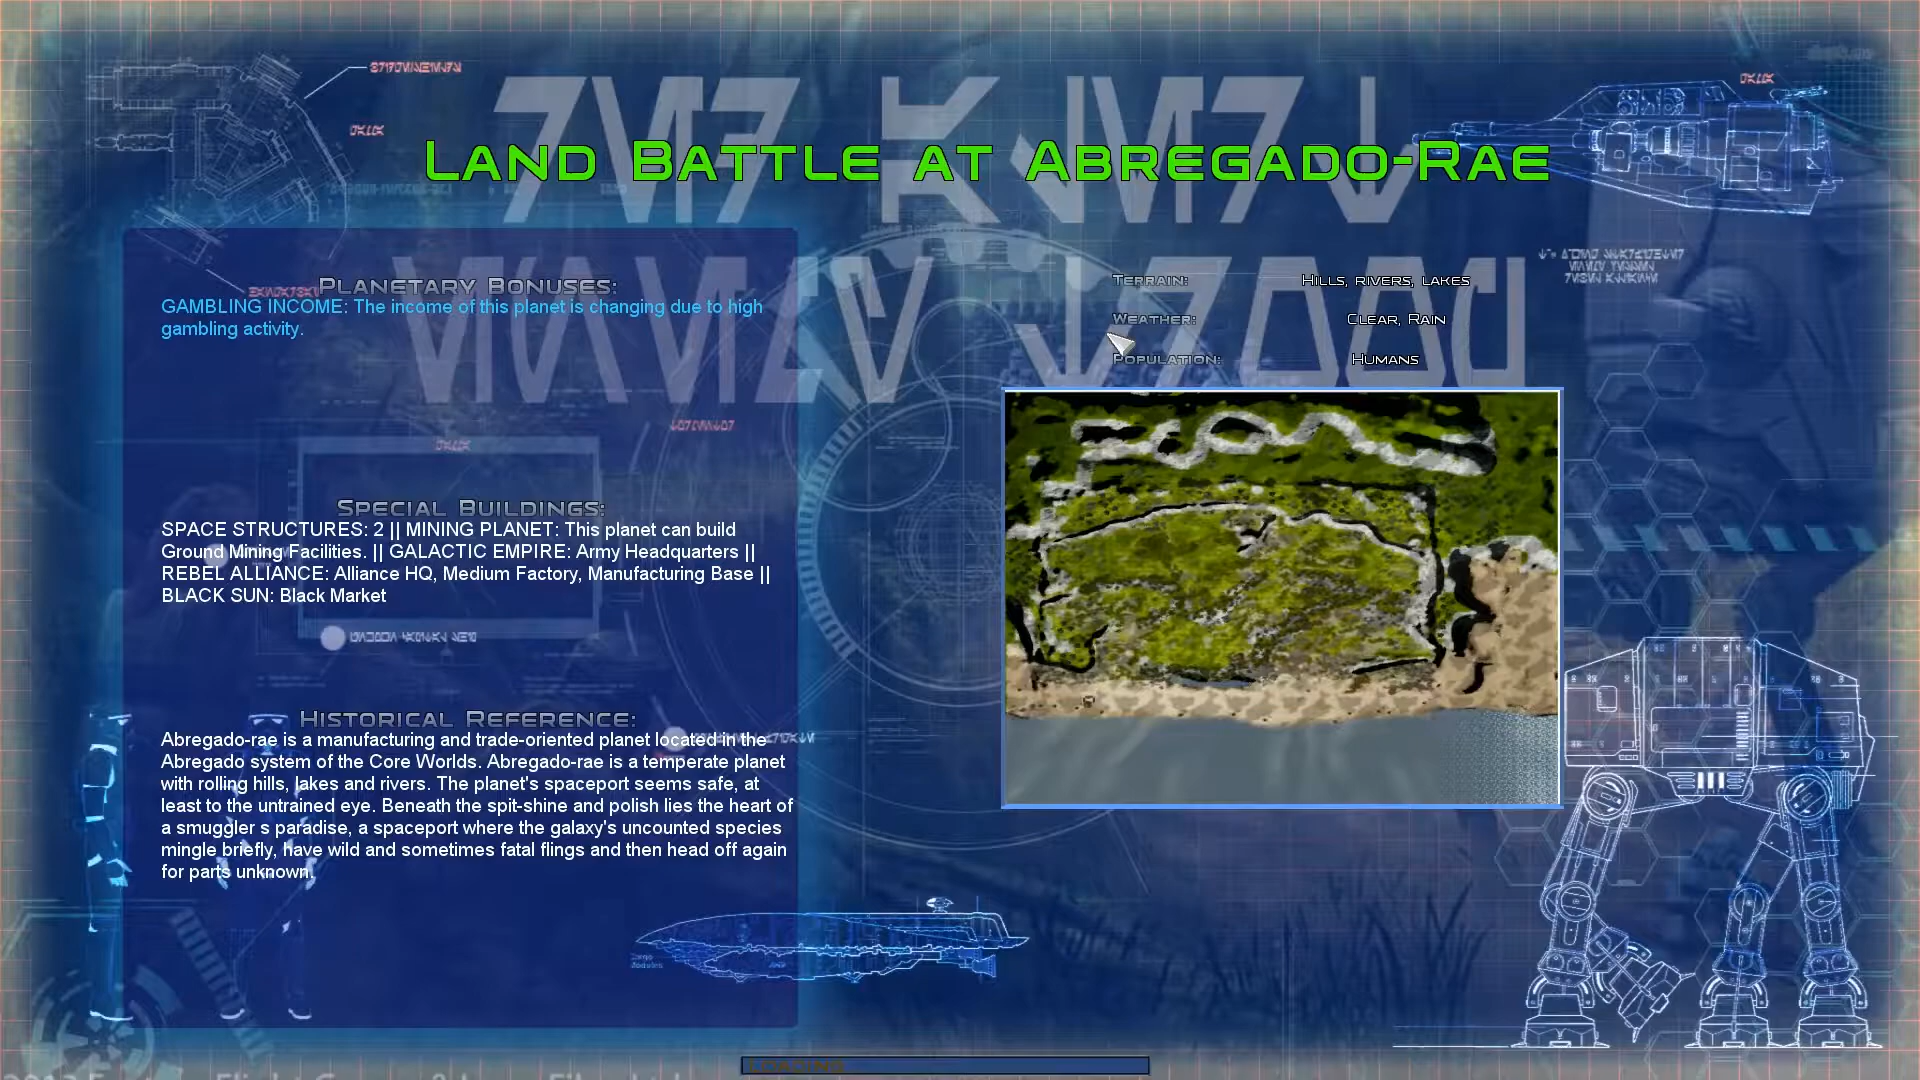 Land Battle at Abregado-Rae
Planetary Bonuses:
GAMBLING INCOME: The income of this planet is changing due to high
gambling activity.
Special Buildings:
SPACE STRUCTURES: 2 || MINING PLANET: This planet can build
Ground Mining Facilities. || GALACTIC EMPIRE: Army Headquarters ||
REBEL ALLIANCE: Alliance HQ, Medium Factory, Manufacturing Base ||
BLACK SUN: Black Market
Historical Reference:
Abregado-rae is a manufacturing and trade-oriented planet located in the
Abregado system of the Core Worlds. Abregado-rae is a temperate planet
with rolling hills, lakes and rivers. The planet's spaceport seems safe, at
least to the untrained eye. Beneath the spit-shine and polish lies the heart of
a smuggler s paradise, a spaceport where the galaxy's uncounted species
mingle briefly, have wild and sometimes fatal flings and then head off again
for parts unknown.
Terrain: Hills, rivers, lakes
Weather: Clear, Rain
Population: Humans
Loading